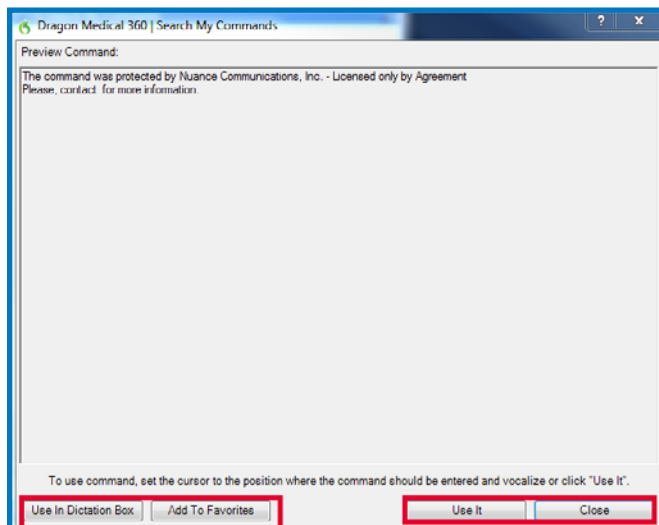 Dragon Medical 360 | Search My Commands
Preview Command:
The command was protected by Nuance Communications, Inc. - Licensed only by Agreement
Please, contact for more information.
To use command, set the cursor to the position where the command should be entered and vocalize or click "Use It".
Use In Dictation Box Add To Favorites Use It Close